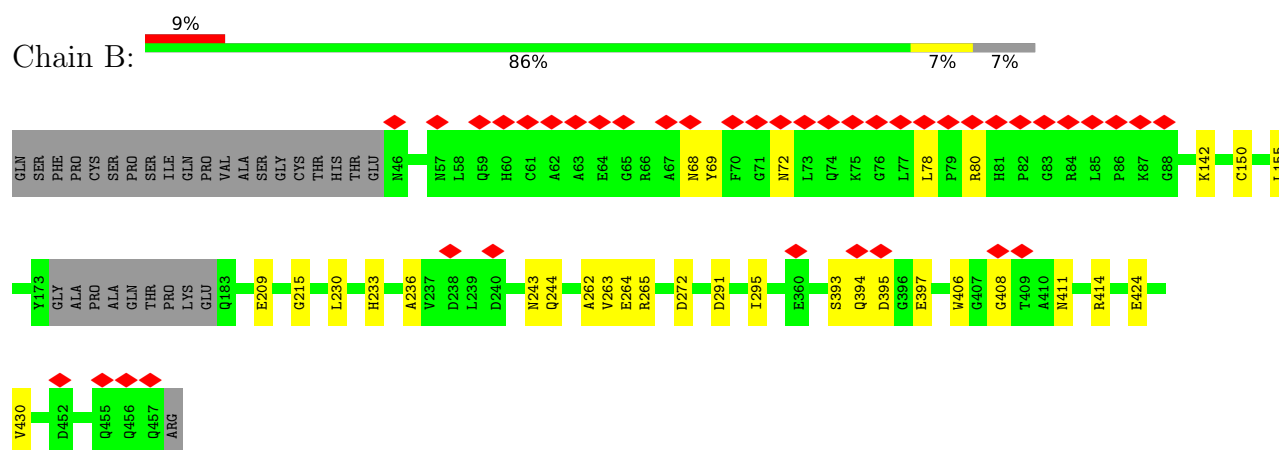 9%
Chain B:
86% 7% 7%
GLN SER PHE PRO CYS SER PRO SER ILE GLN PRO VAL ALA SER GLY CYS THR HIS THR GLU N46 N57 L58 Q59 H60 C61 A62 A63 E64 G65 R66 A67 N68 Y69 F70 G71 N72 L73 Q74 K75 G76 L77 L78 P79 R80 H81 P82 G83 R84 L85 P86 K87 G88 K142 C150 L155
Y173 GLY ALA PRO ALA GLN THR PRO LYS GLU Q183 E209 G215 L230 H233 A236 V237 D238 L239 D240 N243 Q244 A262 V263 E264 R265 D272 D291 I295 E360 S393 Q394 D395 G396 E397 W406 G407 G408 T409 A410 N411 R414 E424
V430 D452 Q455 Q456 Q457 ARG